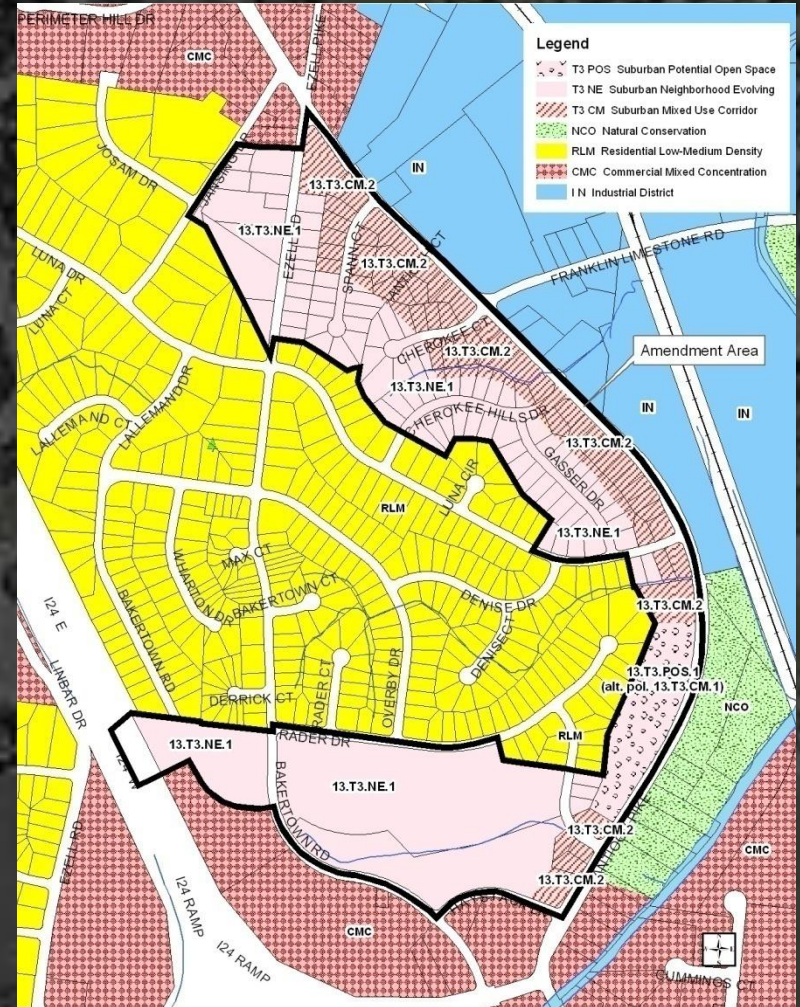 PERIMETER HILL DR
CMC
EZELL PIKE
Legend
T3 POS Suburban Potential Open Space
T3 NE Suburban Neighborhood Evolving
T3 CM Suburban Mixed Use Corridor
NCO Natural Conservation
RLM Residential Low-Medium Density
CMC Commercial Mixed Concentration
I N Industrial District
JOSAM DR
IN
13.T3.CM.2
13.T3.NE.1
SPANN CT
13.T3.CM.2
FRANKLIN LIMESTONE RD
LUNA DR
LUNA CT
CHEROKEE CT
13.T3.CM.2
Amendment Area
13.T3.NE.1
LALLEMAND DR
LALLEMAND CT
IN
IN
CHEROKEE HILLS DR
13.T3.CM.2
GASSER DR
LUNA CIR
RLM
13.T3.NE.1
MAX CT
WHARTON DR
BAKERTOWN CT
DENISE DR
13.T3.CM.2
I24 E
BAKERTOWN RD
DENISE CT
13.T3.POS.1
(alt. pol. 13.T3.CM.1)
LINBAR DR
RADER CT
OVERBY DR
DERRICK CT
NCO
RLM
13.T3.NE.1
RADER DR
13.T3.NE.1
BAKERTOWN RD
13.T3.CM.2
CMC
EZELL RD
13.T3.CM.2
I24 RAMP
CMC
I24 RAMP
CUMMINGS CT